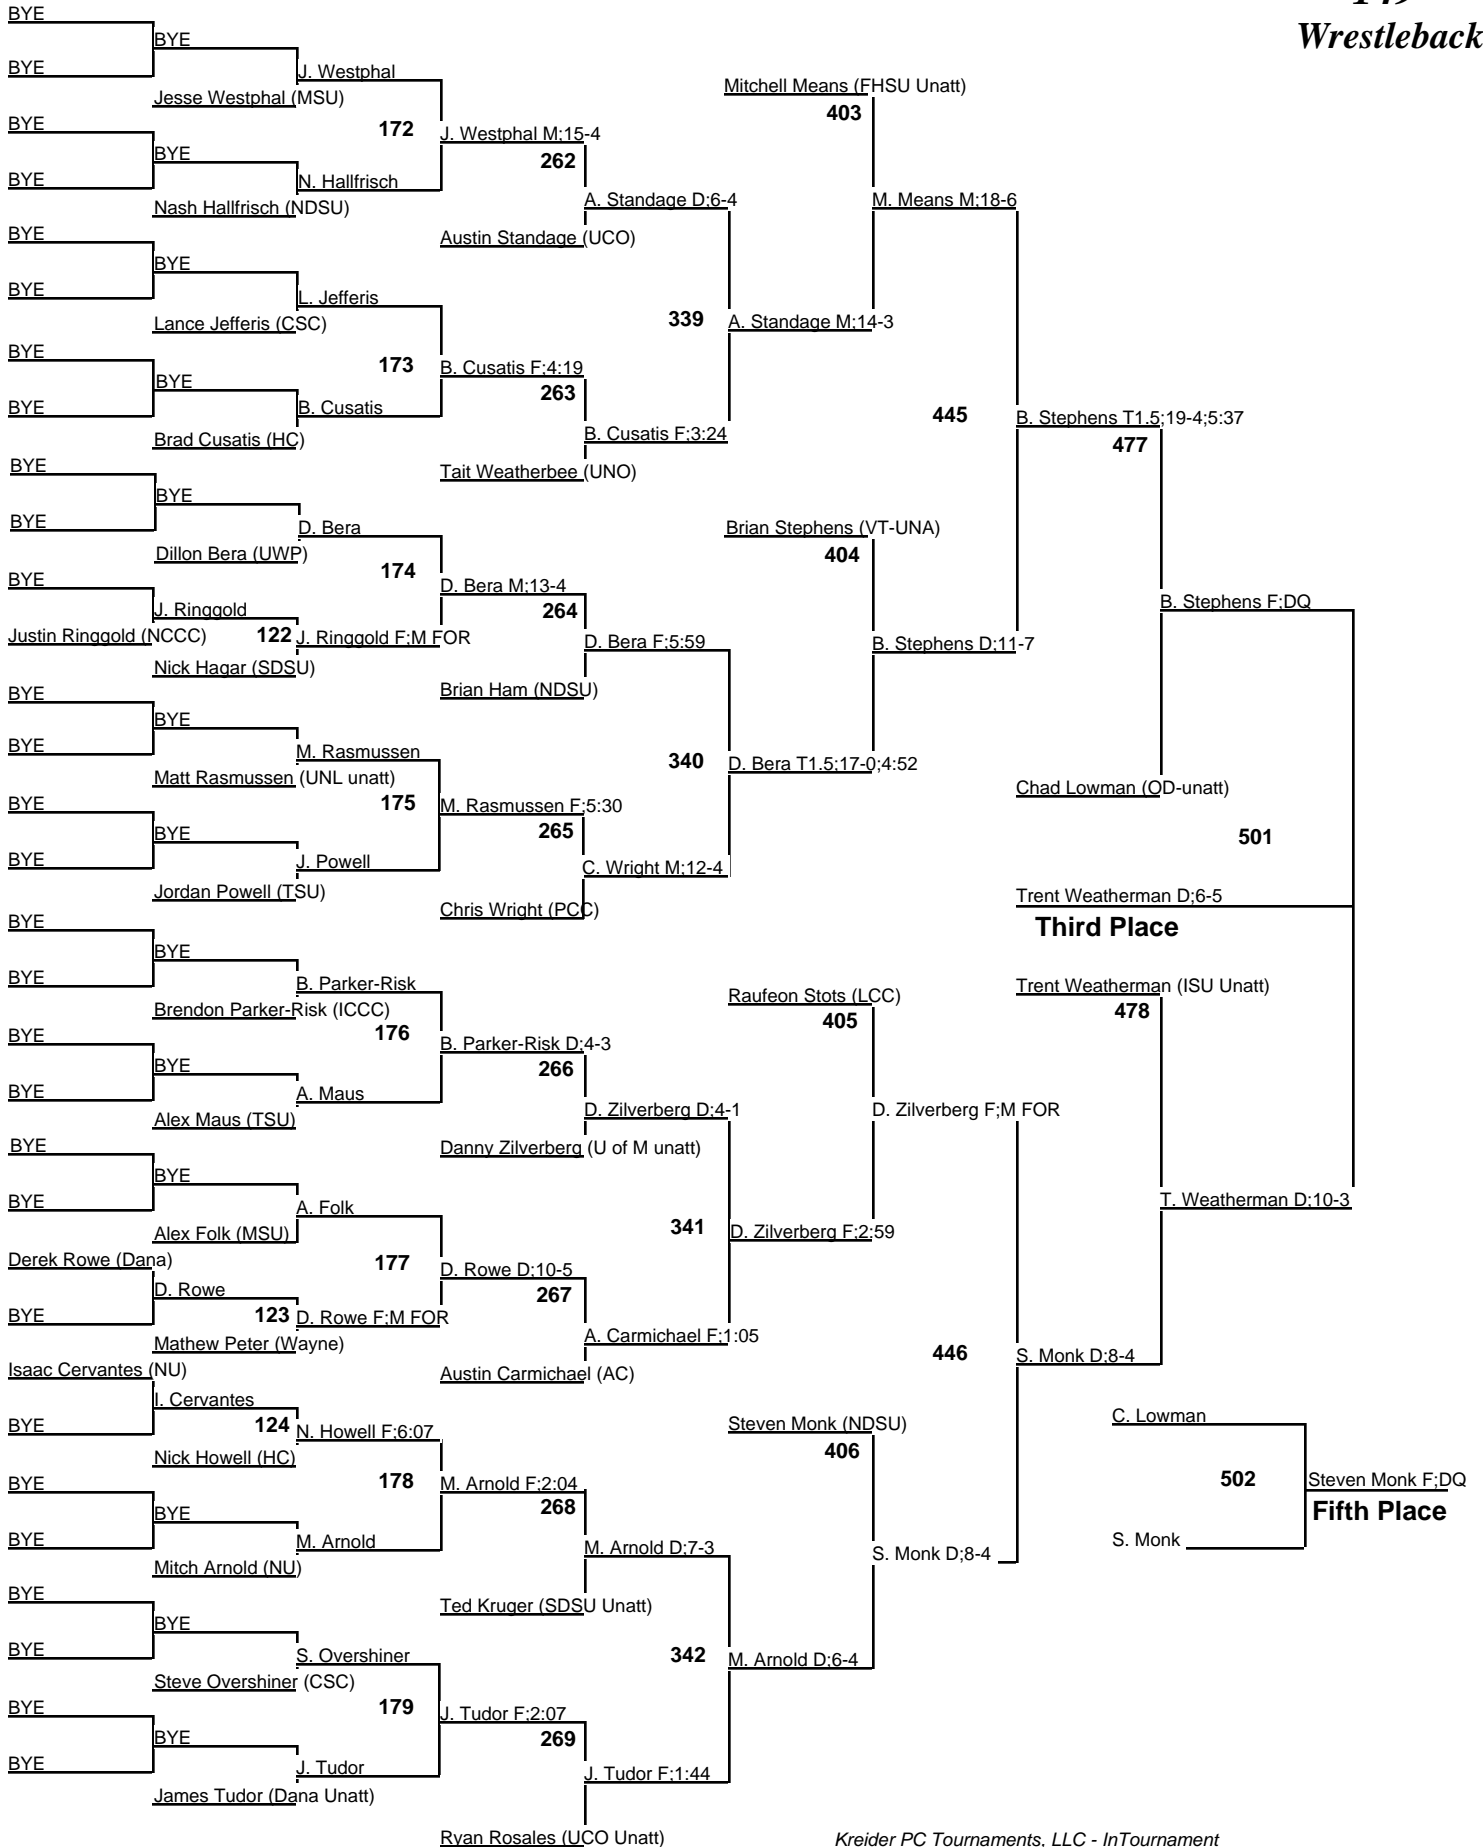 Wrestleback
BYE
BYE
BYE
J. Westphal
Jesse Westphal (MSU)
172
J. Westphal M;15-4
BYE
BYE
BYE
N. Hallfrisch
Nash Hallfrisch (NDSU)
262
A. Standage D;6-4
Austin Standage (UCO)
Mitchell Means (FHSU Unatt)
403
M. Means M;18-6
BYE
BYE
BYE
L. Jefferis
Lance Jefferis (CSC)
339
A. Standage M;14-3
173
B. Cusatis F;4:19
263
BYE
BYE
BYE
B. Cusatis
Brad Cusatis (HC)
B. Cusatis F;3:24
Tait Weatherbee (UNO)
445
B. Stephens T1.5;19-4;5:37
477
BYE
BYE
BYE
D. Bera
Dillon Bera (UWP)
174
D. Bera M;13-4
264
Brian Stephens (VT-UNA)
404
BYE
J. Ringgold
Justin Ringgold (NCCC)
122
J. Ringgold F;M FOR
Nick Hagar (SDSU)
D. Bera F;5:59
Brian Ham (NDSU)
B. Stephens D;11-7
B. Stephens F;DQ
BYE
BYE
BYE
M. Rasmussen
Matt Rasmussen (UNL unatt)
340
D. Bera T1.5;17-0;4:52
175
M. Rasmussen F;5:30
265
Chad Lowman (OD-unatt)
501
BYE
BYE
BYE
J. Powell
Jordan Powell (TSU)
C. Wright M;12-4
Chris Wright (PCC)
Trent Weatherman D;6-5
Third Place
BYE
BYE
BYE
B. Parker-Risk
Brendon Parker-Risk (ICCC)
176
B. Parker-Risk D;4-3
266
Raufeon Stots (LCC)
405
Trent Weatherman (ISU Unatt)
478
BYE
BYE
BYE
A. Maus
Alex Maus (TSU)
D. Zilverberg D;4-1
Danny Zilverberg (U of M unatt)
D. Zilverberg F;M FOR
BYE
BYE
BYE
A. Folk
Alex Folk (MSU)
341
D. Zilverberg F;2:59
T. Weatherman D;10-3
Derek Rowe (Dana)
177
D. Rowe D;10-5
267
D. Rowe
BYE
123
D. Rowe F;M FOR
Mathew Peter (Wayne)
A. Carmichael F;1:05
Austin Carmichael (AC)
446
S. Monk D;8-4
Isaac Cervantes (NU)
I. Cervantes
BYE
124
N. Howell F;6:07
Nick Howell (HC)
Steven Monk (NDSU)
406
C. Lowman
178
M. Arnold F;2:04
268
502
Steven Monk F;DQ
Fifth Place
BYE
BYE
BYE
M. Arnold
Mitch Arnold (NU)
M. Arnold D;7-3
S. Monk D;8-4
S. Monk
Ted Kruger (SDSU Unatt)
BYE
BYE
BYE
S. Overshiner
Steve Overshiner (CSC)
342
M. Arnold D;6-4
179
J. Tudor F;2:07
269
BYE
BYE
BYE
J. Tudor
James Tudor (Dana Unatt)
J. Tudor F;1:44
Ryan Rosales (UCO Unatt)
Kreider PC Tournaments, LLC - InTournament